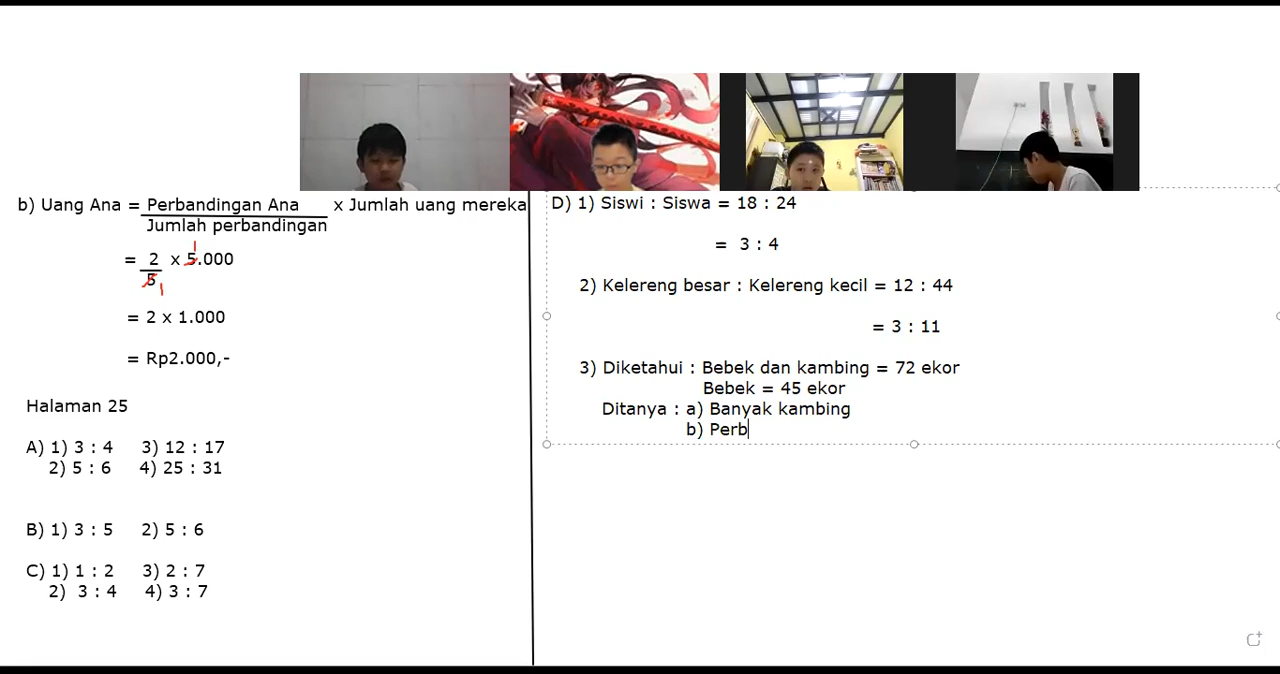 b) Uang Ana = Perbandingan Ana x Jumlah uang mereka
Jumlah perbandingan
= 2 x 5.000
1
5
1
= 2 x 1.000
= Rp2.000,-
Halaman 25
A) 1) 3 : 4 3) 12 : 17
2) 5 : 6 4) 25 : 31
B) 1) 3 : 5 2) 5 : 6
C) 1) 1 : 2 3) 2 : 7
2) 3 : 4 4) 3 : 7
D) 1) Siswi : Siswa = 18 : 24
= 3 : 4
2) Kelereng besar : Kelereng kecil = 12 : 44
= 3 : 11
3) Diketahui : Bebek dan kambing = 72 ekor
Bebek = 45 ekor
Ditanya : a) Banyak kambing
b) Perb